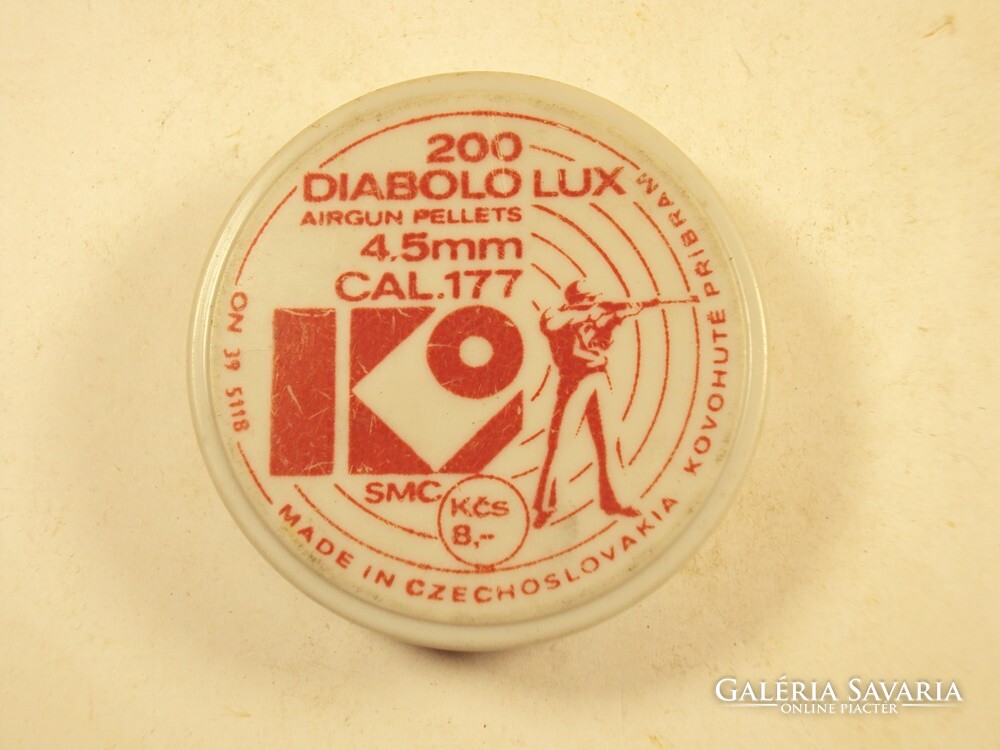 200
DIABOLO LUX
AIRGUN PELLETS
4,5mm
CAL.177
SMC
KČS
8,--
ON 39 5118
MADE IN CZECHOSLOVAKIA KOVOHUTĚ PŘIBRAM
GALÉRIA SAVARIA
ONLINE PIACTÉR